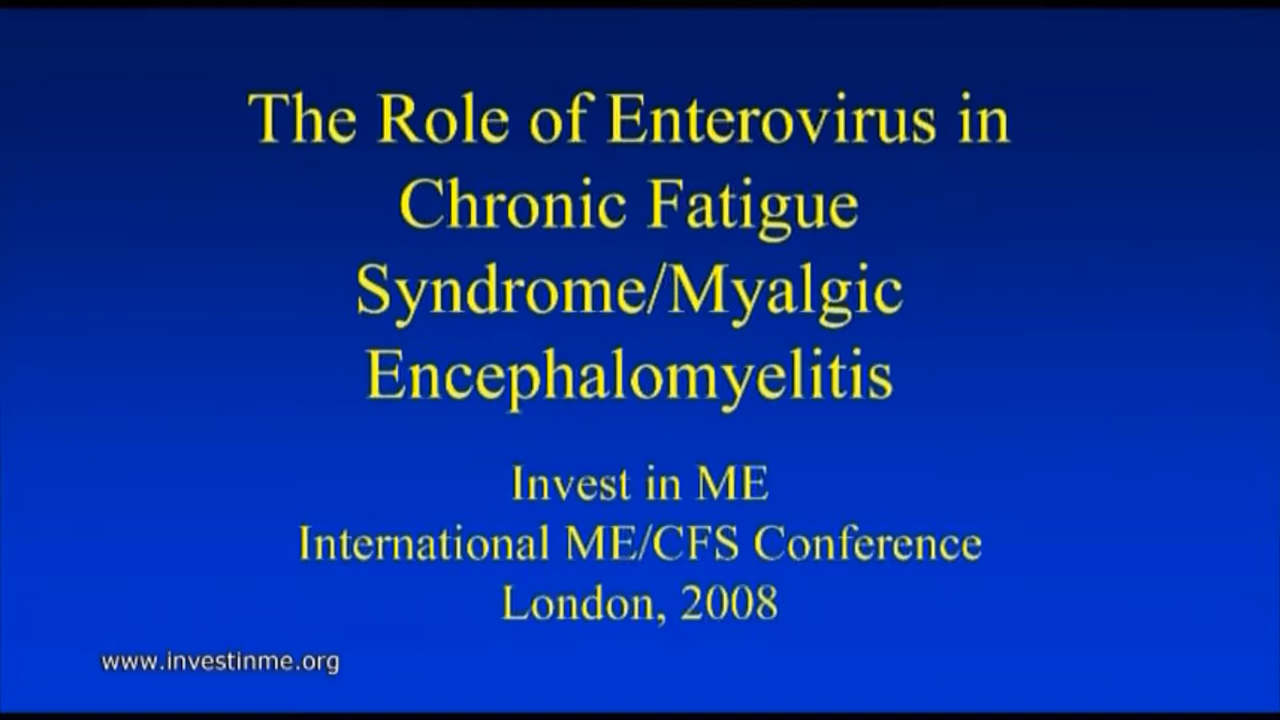 The Role of Enterovirus in
Chronic Fatigue
Syndrome/Myalgic
Encephalomyelitis
Invest in ME
International ME/CFS Conference
London, 2008
www.investinme.org